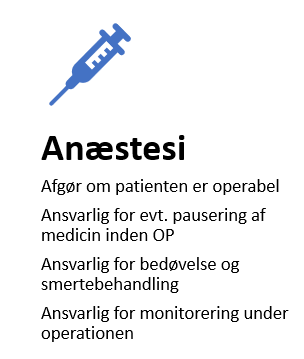 Anæstesi
Afgør om patienten er operabel
Ansvarlig for evt. pausering af
medicin inden OP
Ansvarlig for bedøvelse og
smertebehandling
Ansvarlig for monitorering under
operationen